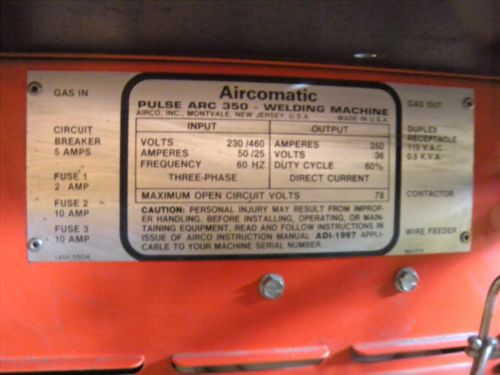 GAS IN
CIRCUIT
BREAKER
5 AMPS
FUSE 1
2 AMP
FUSE 2
10 AMP
FUSE 3
10 AMP
Aircomatic
PULSE ARC 350 - WELDING MACHINE
AIRCO, INC., MONTVALE, NEW JERSEY, U.S.A. MADE IN U.S.A.
INPUT OUTPUT
VOLTS 230/460 AMPERES 350
AMPERES 50/25 VOLTS 36
FREQUENCY 60 HZ DUTY CYCLE 60%
THREE-PHASE DIRECT CURRENT
MAXIMUM OPEN CIRCUIT VOLTS 78
CAUTION: PERSONAL INJURY MAY RESULT FROM IMPROP-
ER HANDLING. BEFORE INSTALLING, OPERATING, OR MAIN-
TAINING EQUIPMENT, READ AND FOLLOW INSTRUCTIONS IN
ISSUE OF AIRCO INSTRUCTION MANUAL ADI-1997 APPLI-
CABLE TO YOUR MACHINE SERIAL NUMBER.
GAS OUT
DUPLEX
RECEPTACLE
115 V.A.C.
0.5 K.V.A.
CONTACTOR
WIRE FEEDER